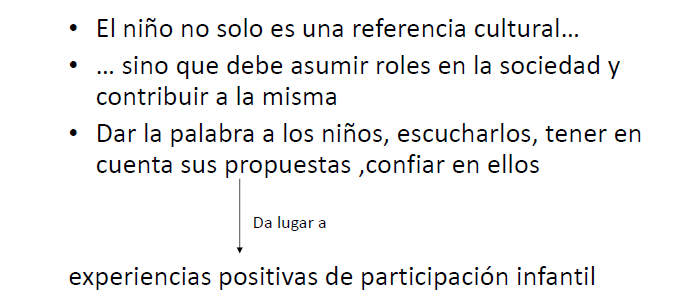 • El niño no solo es una referencia cultural…
• … sino que debe asumir roles en la sociedad y
contribuir a la misma
• Dar la palabra a los niños, escucharlos, tener en
cuenta sus propuestas ,confiar en ellos
Da lugar a
experiencias positivas de participación infantil